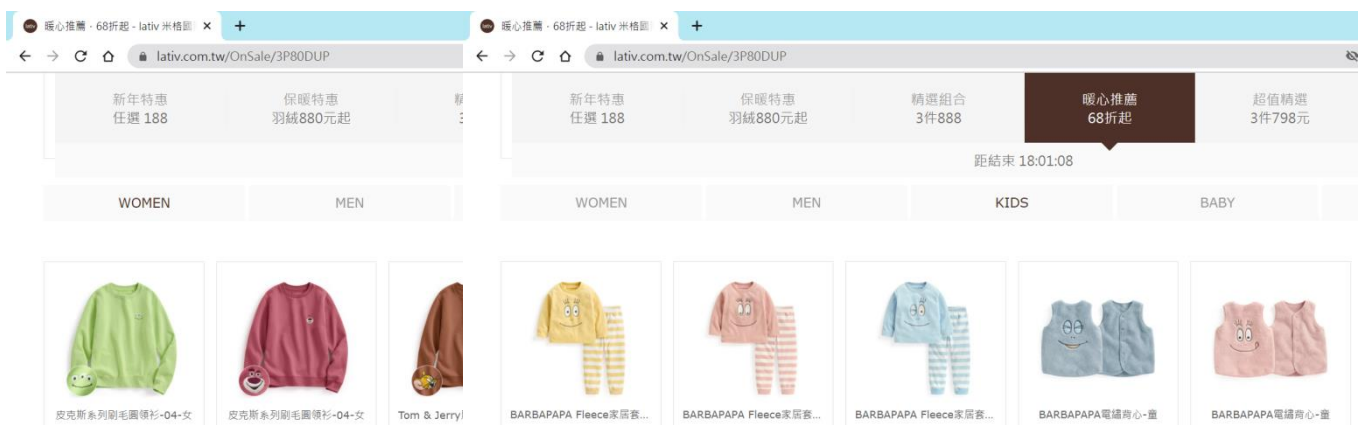 暖心推薦 - 68折起 - lativ 米格國
lativ.com.tw/OnSale/3P80DUP
新年特惠
任選 188
保暖特惠
羽絨880元起
WOMEN
MEN
皮克斯系列刷毛圓領衫-04-女
皮克斯系列刷毛圓領衫-04-女
Tom & Jerry
暖心推薦 - 68折起 - lativ 米格國
lativ.com.tw/OnSale/3P80DUP
新年特惠
任選 188
保暖特惠
羽絨880元起
精選組合
3件888
暖心推薦
68折起
超值精選
3件798元
距結束 18:01:08
WOMEN
MEN
KIDS
BABY
BARBAPAPA Fleece家居套...
BARBAPAPA Fleece家居套...
BARBAPAPA Fleece家居套...
BARBAPAPA電繡背心-童
BARBAPAPA電繡背心-童